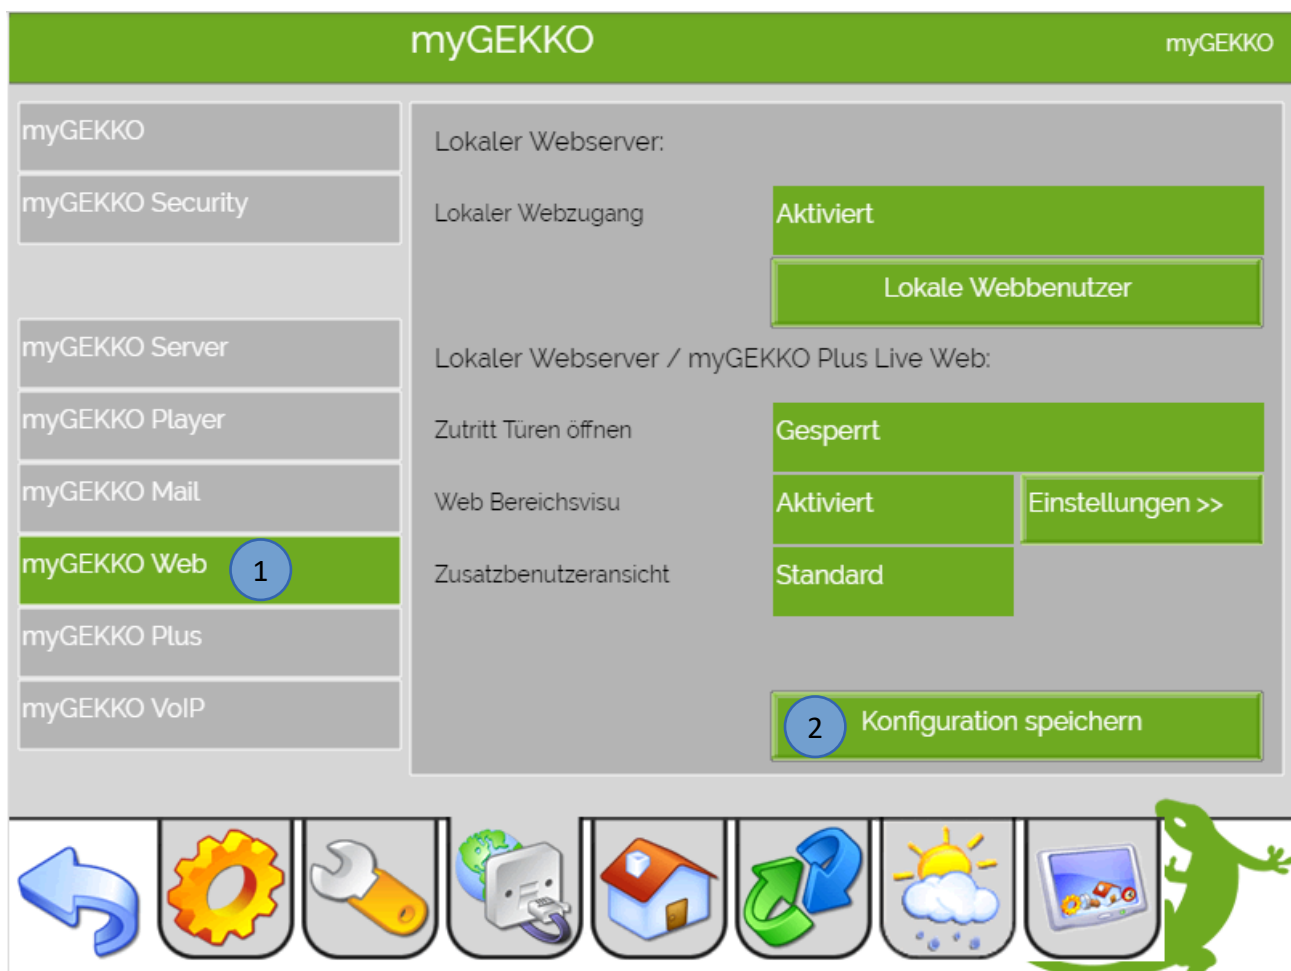 myGEKKO
myGEKKO
myGEKKO
myGEKKO Security
myGEKKO Server
myGEKKO Player
myGEKKO Mail
myGEKKO Web
1
myGEKKO Plus
myGEKKO VoIP
Lokaler Webserver:
Lokaler Webzugang
Aktiviert
Lokale Webbenutzer
Lokaler Webserver / myGEKKO Plus Live Web:
Zutritt Türen öffnen
Gesperrt
Web Bereichsvisu
Aktiviert
Einstellungen >>
Zusatzbenutzeransicht
Standard
2
Konfiguration speichern